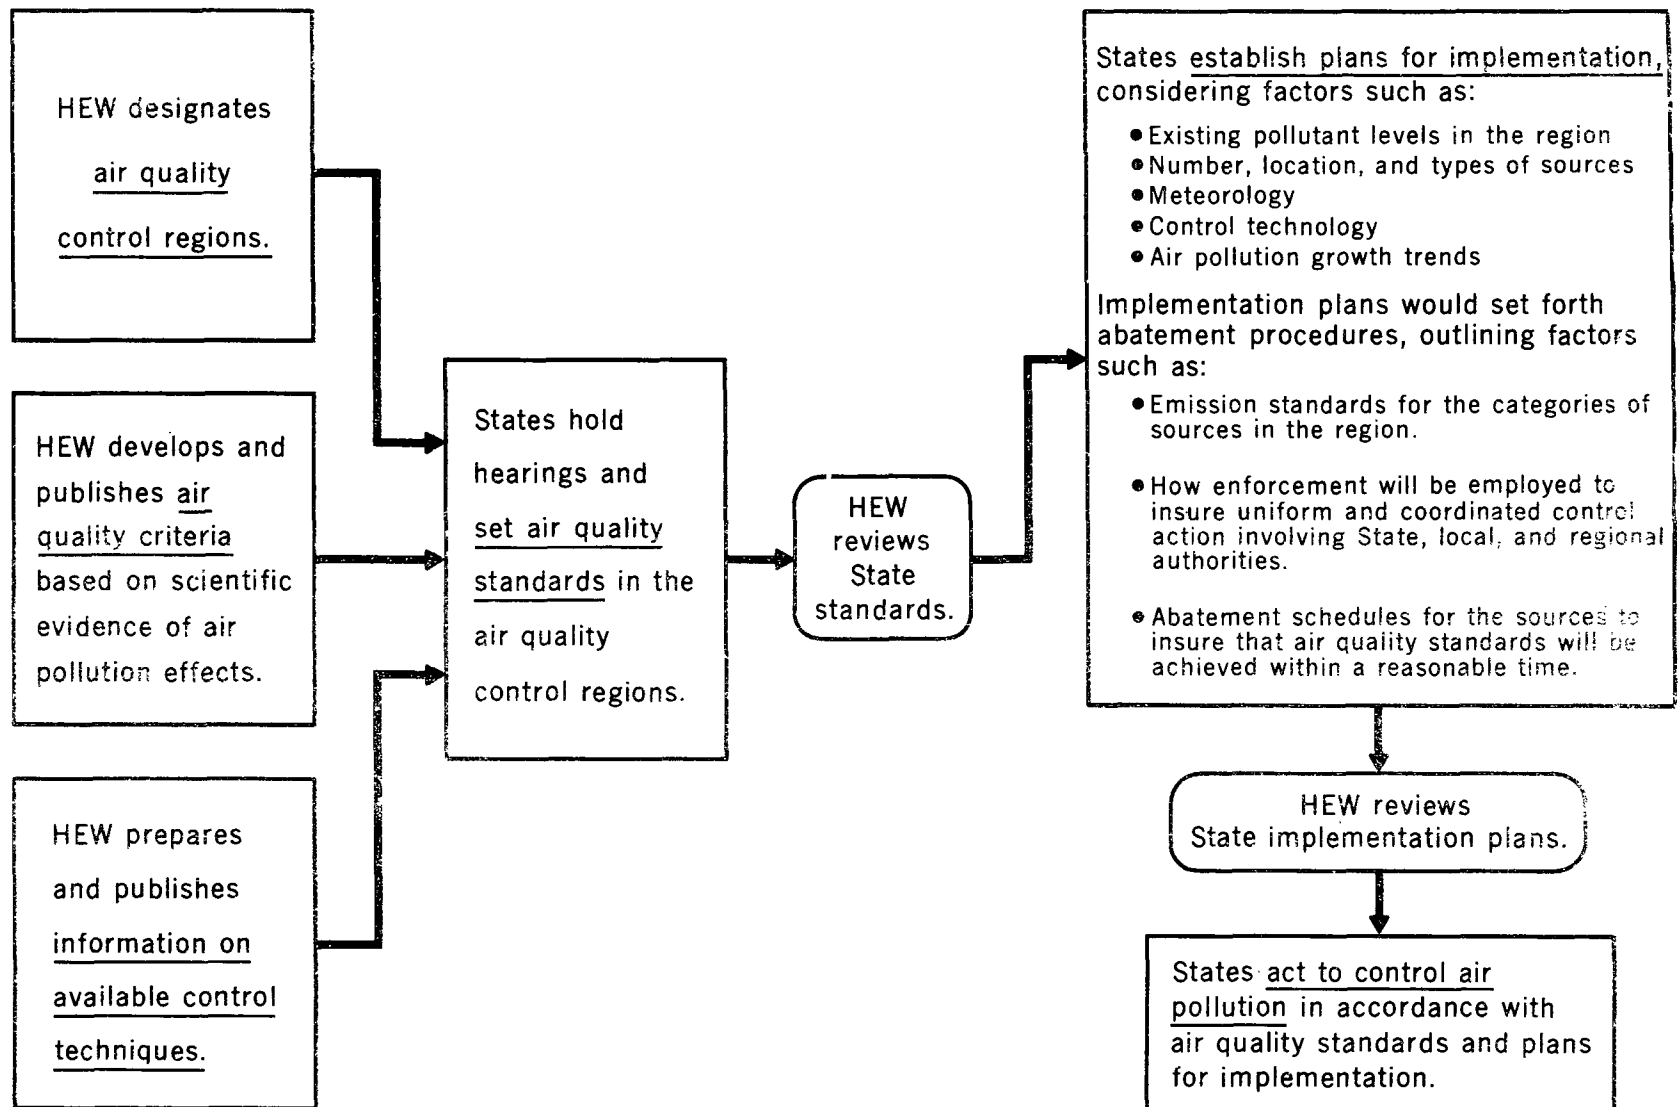 HEW designates
air quality
control regions.
HEW develops and
publishes air
quality criteria
based on scientific
evidence of air
pollution effects.
HEW prepares
and publishes
information on
available control
techniques.
States hold
hearings and
set air quality
standards in the
air quality
control regions.
HEW
reviews
State
standards.
States establish plans for implementation,
considering factors such as:
• Existing pollutant levels in the region
• Number, location, and types of sources
• Meteorology
• Control technology
• Air pollution growth trends
Implementation plans would set forth
abatement procedures, outlining factors
such as:
• Emission standards for the categories of
sources in the region.
• How enforcement will be employed to
insure uniform and coordinated control
action involving State, local, and regional
authorities.
• Abatement schedules for the sources to
insure that air quality standards will be
achieved within a reasonable time.
HEW reviews
State implementation plans.
States act to control air
pollution in accordance with
air quality standards and plans
for implementation.